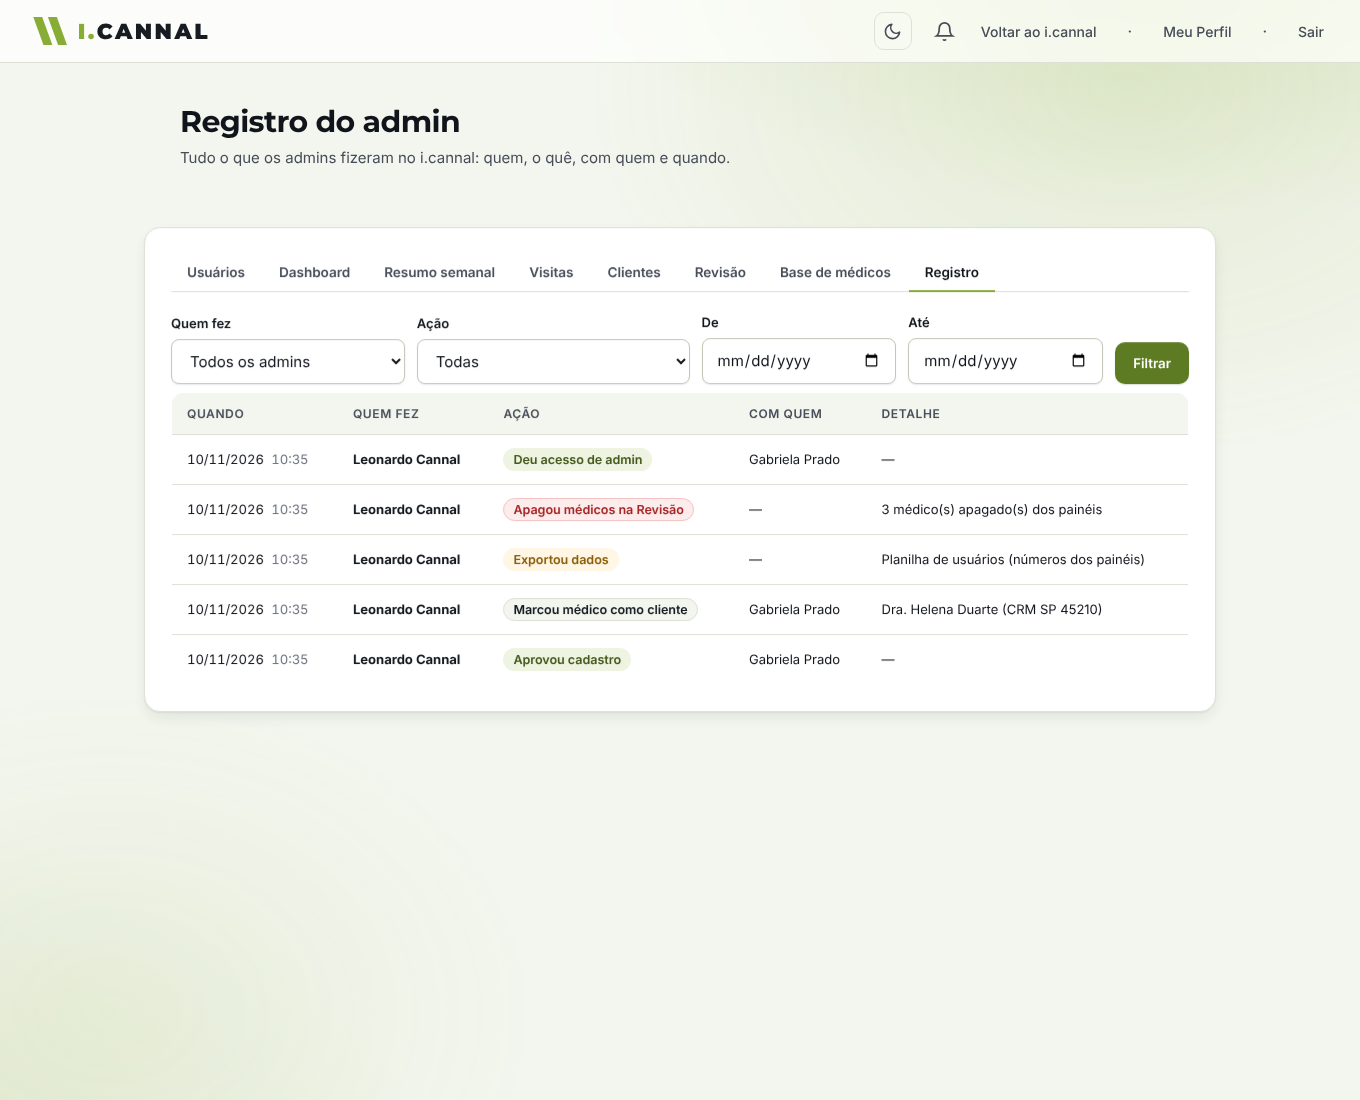 I.CANNAL
Voltar ao i.cannal · Meu Perfil · Sair
Registro do admin
Tudo o que os admins fizeram no i.cannal: quem, o quê, com quem e quando.
Usuários Dashboard Resumo semanal Visitas Clientes Revisão Base de médicos Registro
Quem fez Ação De Até
Todos os admins Todas mm/dd/yyyy mm/dd/yyyy Filtrar
QUANDO QUEM FEZ AÇÃO COM QUEM DETALHE
10/11/2026 10:35 Leonardo Cannal Deu acesso de admin Gabriela Prado —
10/11/2026 10:35 Leonardo Cannal Apagou médicos na Revisão — 3 médico(s) apagado(s) dos painéis
10/11/2026 10:35 Leonardo Cannal Exportou dados — Planilha de usuários (números dos painéis)
10/11/2026 10:35 Leonardo Cannal Marcou médico como cliente Gabriela Prado Dra. Helena Duarte (CRM SP 45210)
10/11/2026 10:35 Leonardo Cannal Aprovou cadastro Gabriela Prado —